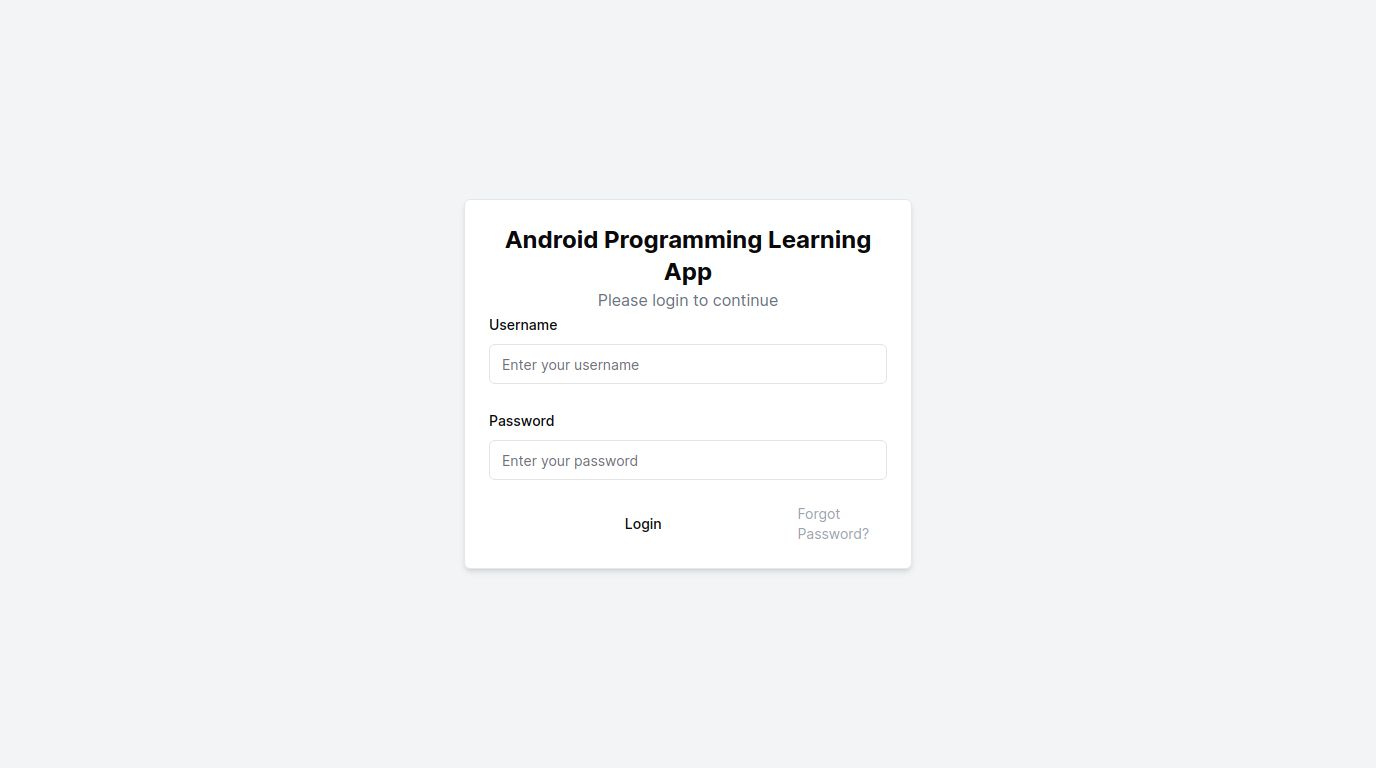 Android Programming Learning
App
Please login to continue
Username
Enter your username
Password
Enter your password
Login
Forgot
Password?